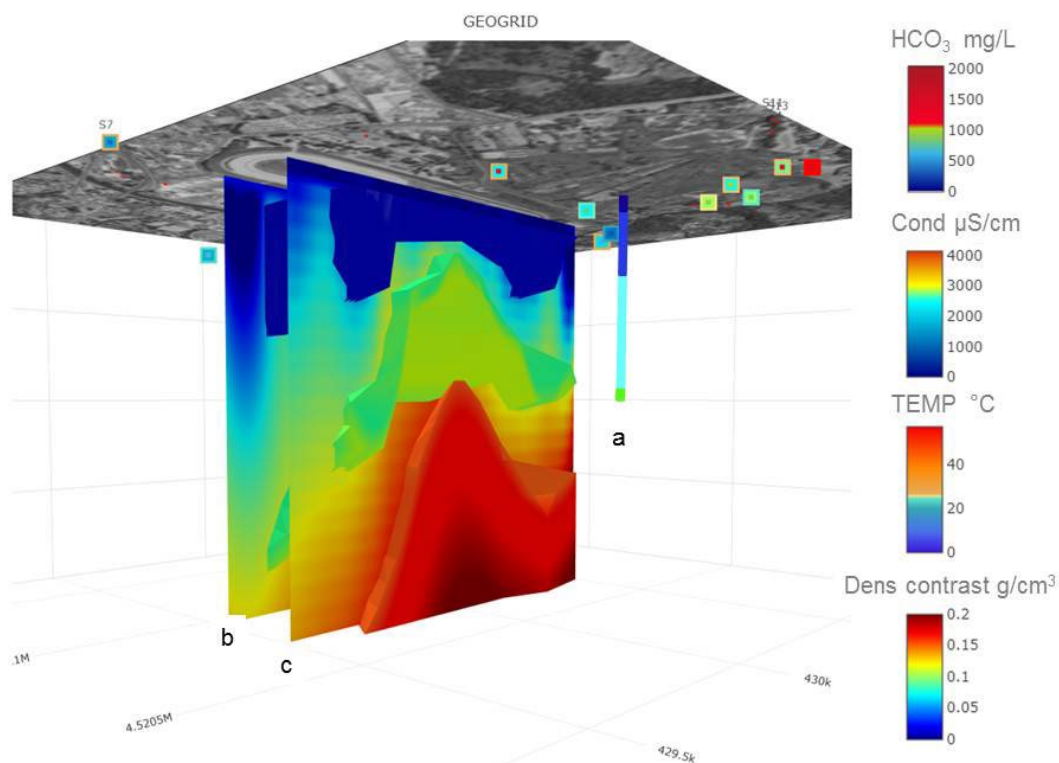 GEOGRID
HCO₃ mg/L
2000
1500
1000
500
0
S7
Cond µS/cm
4000
3000
2000
1000
0
TEMP °C
40
20
0
a
Dens contrast g/cm³
0.2
0.15
0.1
0.05
0
b
c
.1M
4.5205M
430k
429.5k